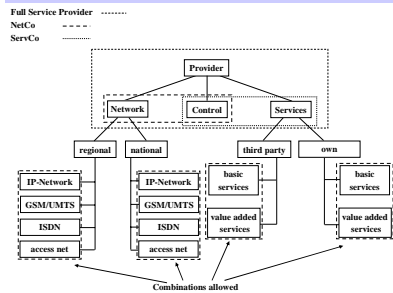 Full Service Provider
NetCo
ServCo
Provider
Network
Control
Services
regional
national
third party
own
IP-Network
GSM/UMTS
ISDN
access net
IP-Network
GSM/UMTS
ISDN
access net
basic
services
value added
services
basic
services
value added
services
Combinations allowed